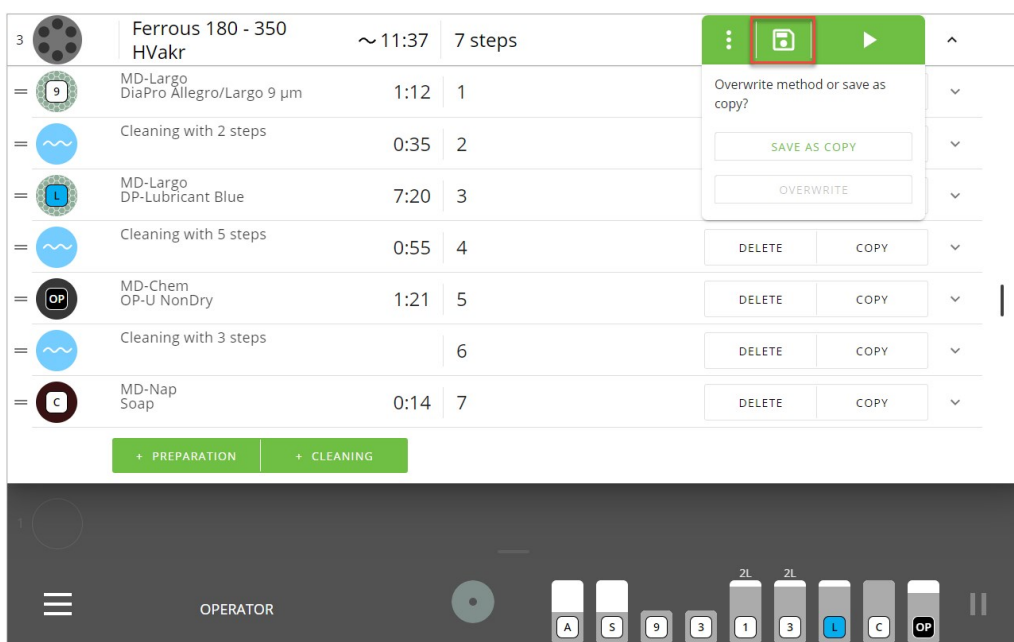 3
Ferrous 180 - 350
HVakr
~ 11:37
7 steps
Overwrite method or save as
copy?
SAVE AS COPY
OVERWRITE
9
MD-Largo
DiaPro Allegro/Largo 9 µm
1:12
1
Cleaning with 2 steps
0:35
2
L
MD-Largo
DP-Lubricant Blue
7:20
3
Cleaning with 5 steps
0:55
4
DELETE
COPY
OP
MD-Chem
OP-U NonDry
1:21
5
DELETE
COPY
Cleaning with 3 steps
6
DELETE
COPY
C
MD-Nap
Soap
0:14
7
DELETE
COPY
+ PREPARATION
+ CLEANING
1
OPERATOR
2L
2L
A
S
9
3
1
3
L
C
OP